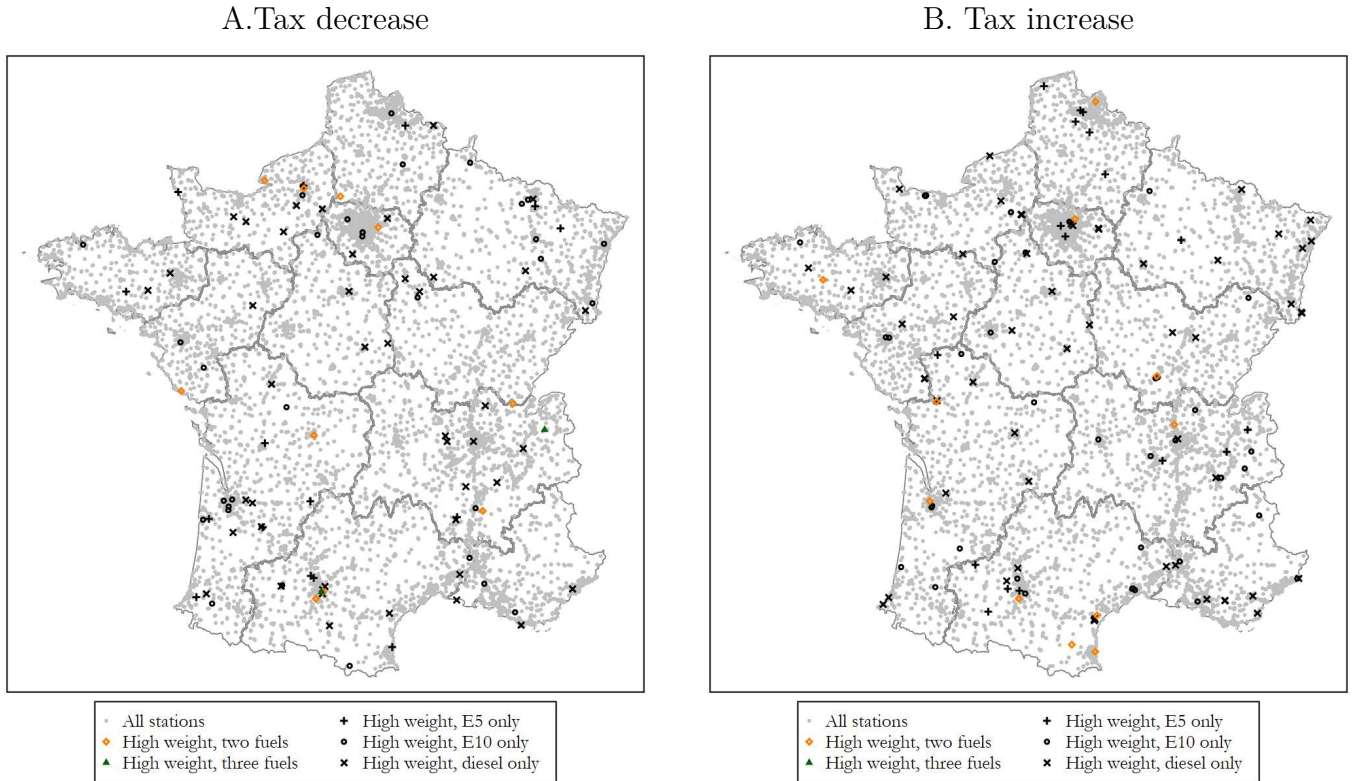 A.Tax decrease
B. Tax increase
All stations
High weight, two fuels
High weight, three fuels
High weight, E5 only
High weight, E10 only
High weight, diesel only
All stations
High weight, two fuels
High weight, three fuels
High weight, E5 only
High weight, E10 only
High weight, diesel only